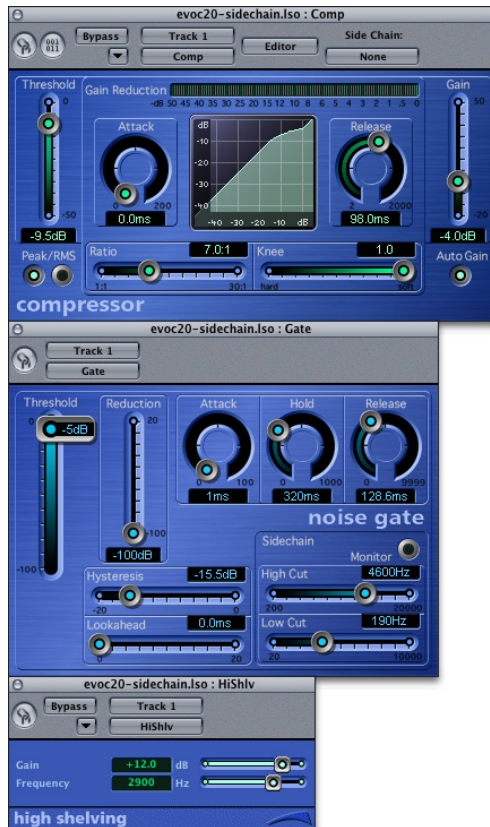 evoc20-sidechain.lso : Comp
Bypass
Track 1
Comp
Editor
Side Chain:
None
Threshold
0
-50
-9.5dB
Peak/RMS
Gain Reduction
-dB 50 45 40 35 30 25 20 15 12 10 8 6 5 4 3 2 1 .5 0
Attack
0 200
0.0ms
dB
-10
-20
-30
-40
-40 -30 -20 -10 dB
Release
2 2000
98.0ms
Gain
50
-20
-4.0dB
Auto Gain
Ratio
7.0:1
1:1 30:1
Knee
1.0
hard soft
compressor
evoc20-sidechain.lso : Gate
Track 1
Gate
Threshold
0
-5dB
-100
Reduction
20
-100
-100dB
Attack
0 100
1ms
Hold
0 1000
320ms
Release
0 9999
128.6ms
noise gate
Hysteresis
-15.5dB
-20 0
Lookahead
0.0ms
0 20
Sidechain
Monitor
High Cut
4600Hz
200 20000
Low Cut
190Hz
20 10000
evoc20-sidechain.lso : HiShlv
Bypass
Track 1
HiShlv
Gain +12.0 dB
Frequency 2900 Hz
high shelving